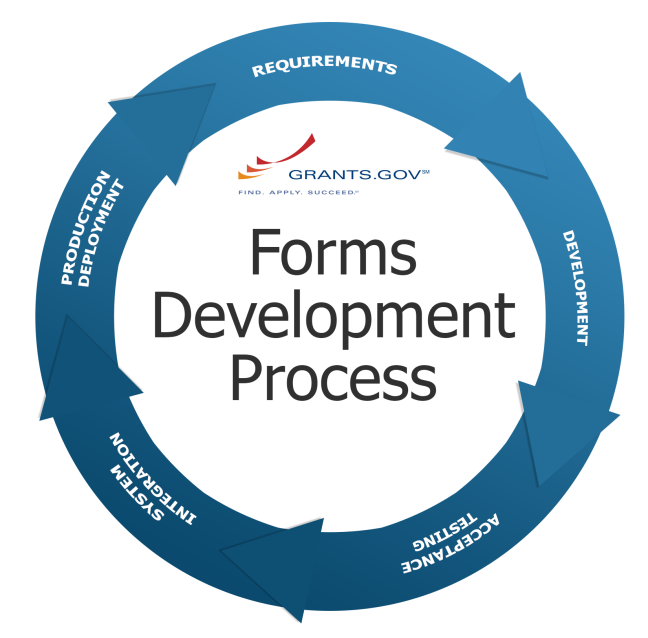 REQUIREMENTS
GRANTS.GOV℠
FIND. APPLY. SUCCEED.℠
Forms
Development
Process
DEVELOPMENT
ACCEPTANCE
TESTING
SYSTEM
INTEGRATION
PRODUCTION
DEPLOYMENT